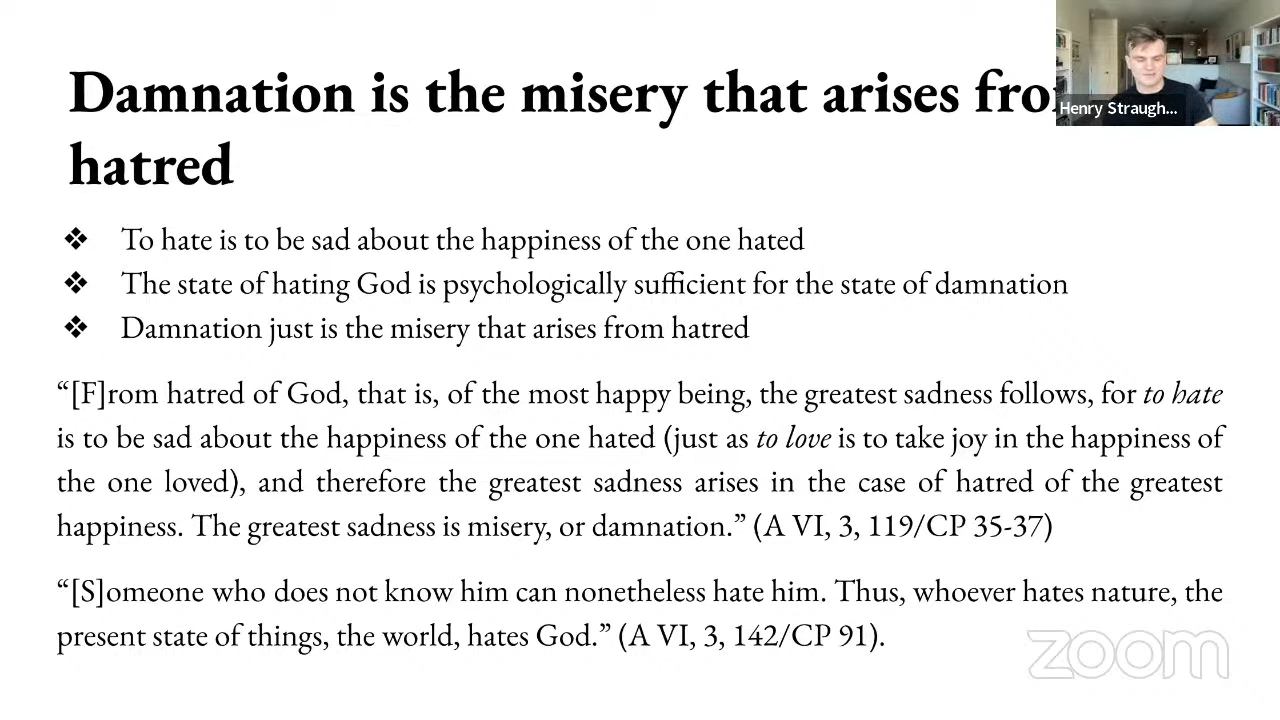 Damnation is the misery that arises fro
hatred
Henry Straugh...
❖ To hate is to be sad about the happiness of the one hated
❖ The state of hating God is psychologically sufficient for the state of damnation
❖ Damnation just is the misery that arises from hatred
“[F]rom hatred of God, that is, of the most happy being, the greatest sadness follows, for to hate
is to be sad about the happiness of the one hated (just as to love is to take joy in the happiness of
the one loved), and therefore the greatest sadness arises in the case of hatred of the greatest
happiness. The greatest sadness is misery, or damnation.” (A VI, 3, 119/CP 35-37)
“[S]omeone who does not know him can nonetheless hate him. Thus, whoever hates nature, the
present state of things, the world, hates God.” (A VI, 3, 142/CP 91).
zoom